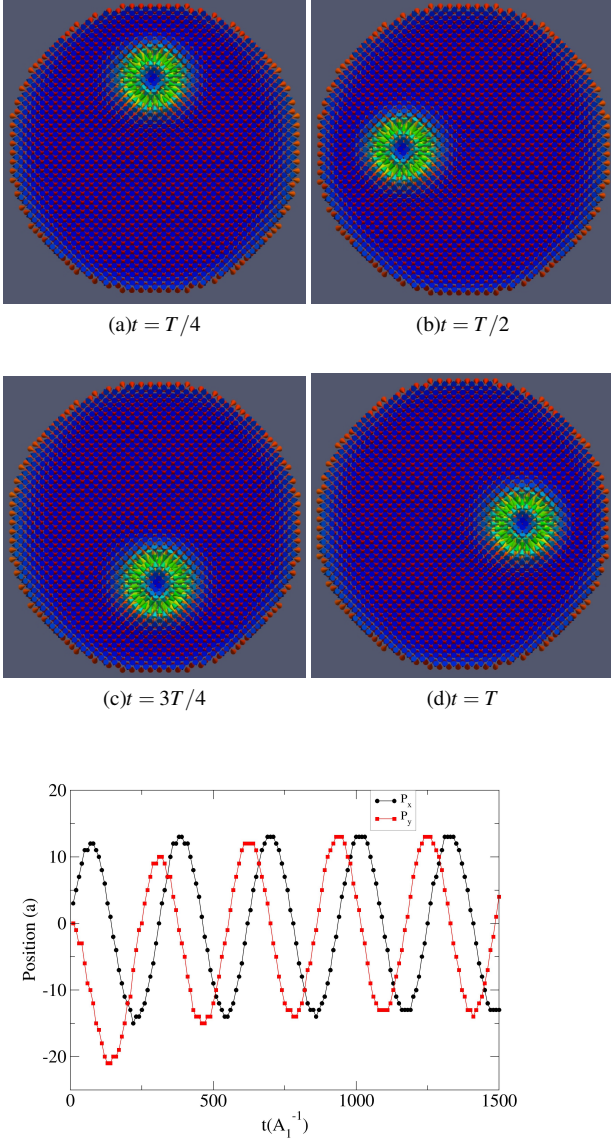 (a)t = T/4
(b)t = T/2
(c)t = 3T/4
(d)t = T
20
10
0
-10
-20
Position (a)
P_x
P_y
0
500
1000
1500
t(A_1^{-1})